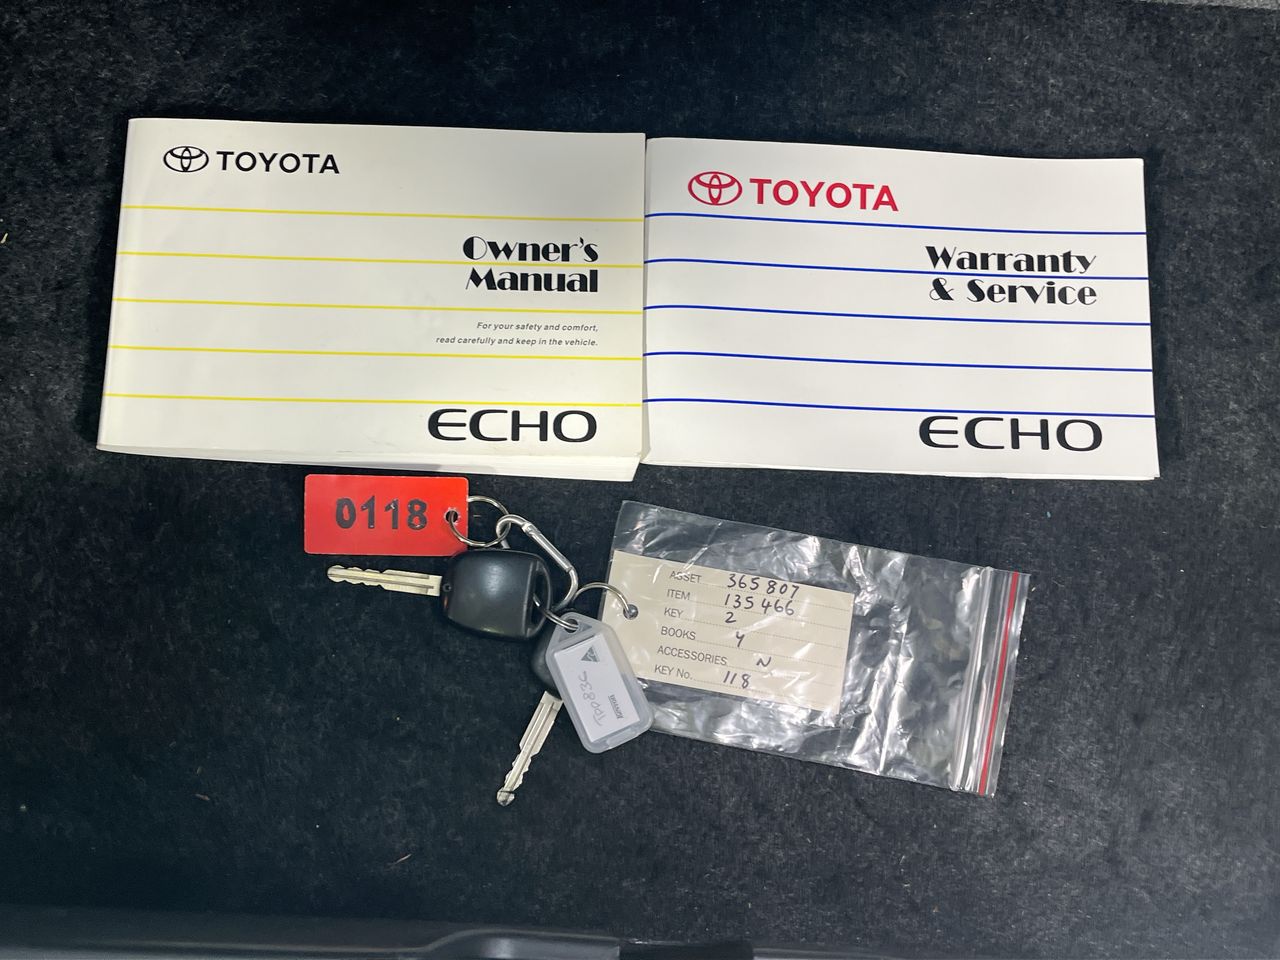 TOYOTA
Owner's
Manual
For your safety and comfort,
read carefully and keep in the vehicle.
ECHO
TOYOTA
Warranty
& Service
ECHO
0118
ASSET 365807
ITEM 135466
KEY 2
BOOKS Y
ACCESSORIES N
KEY No. 118